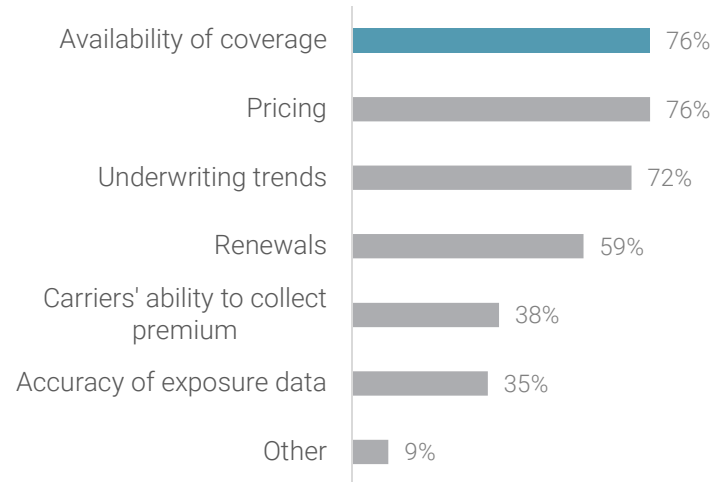 Availability of coverage 76%
Pricing 76%
Underwriting trends 72%
Renewals 59%
Carriers' ability to collect
premium 38%
Accuracy of exposure data 35%
Other 9%